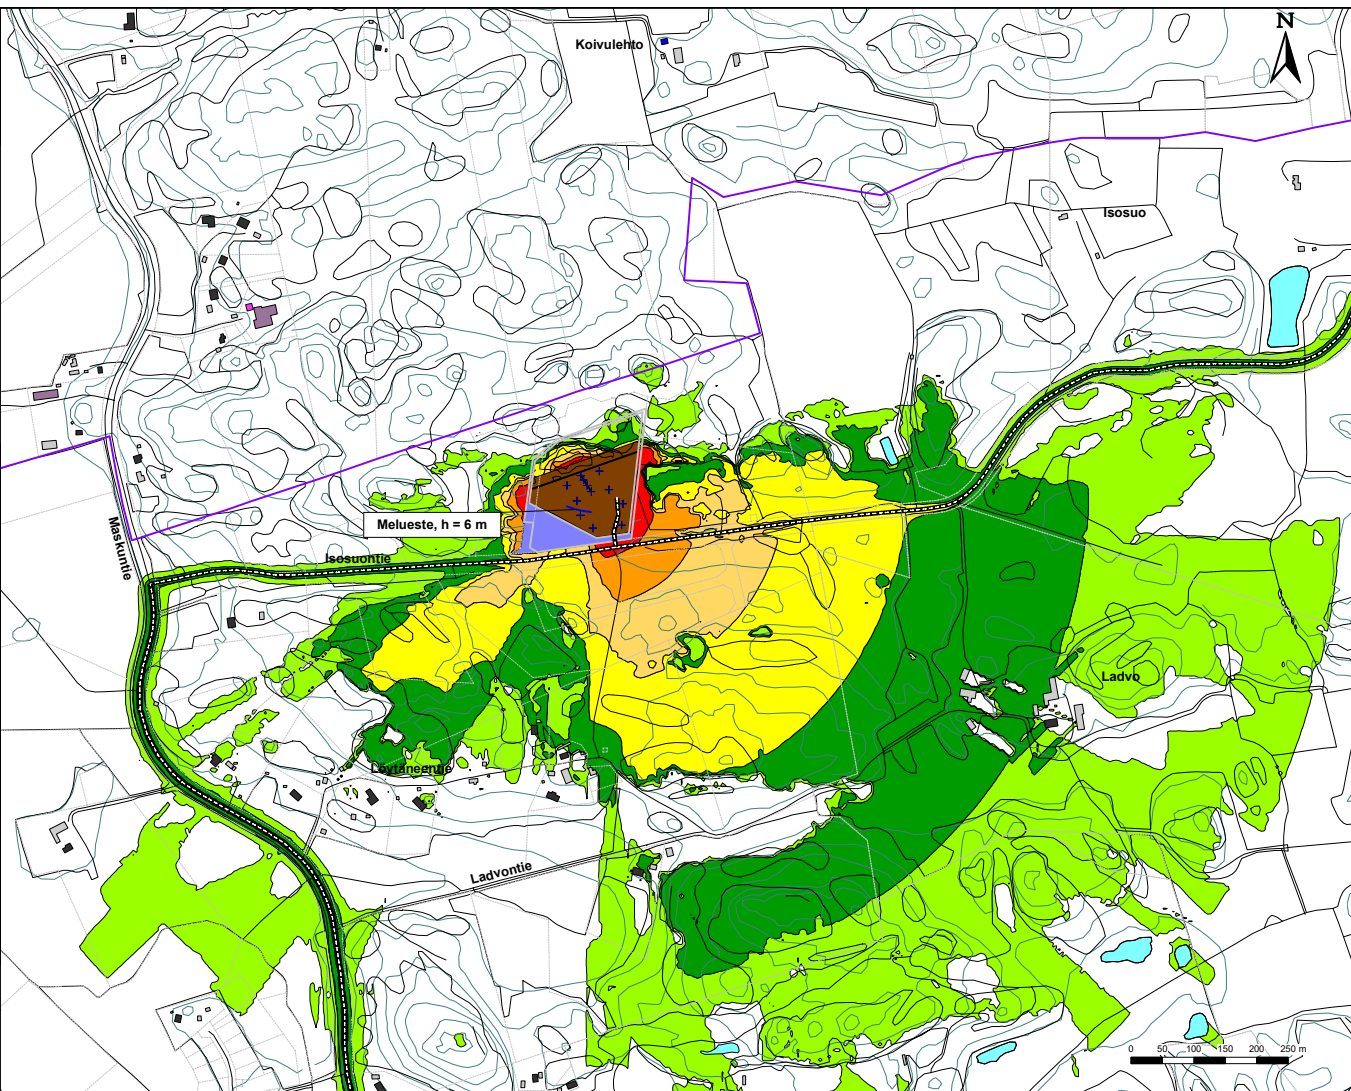 N
Koivulehto
Isosuo
Melueste, h = 6 m
Maskuntie
Isosuontie
Ladvo
Löytäneentie
Ladvontie
0 50 100 150 200 250 m